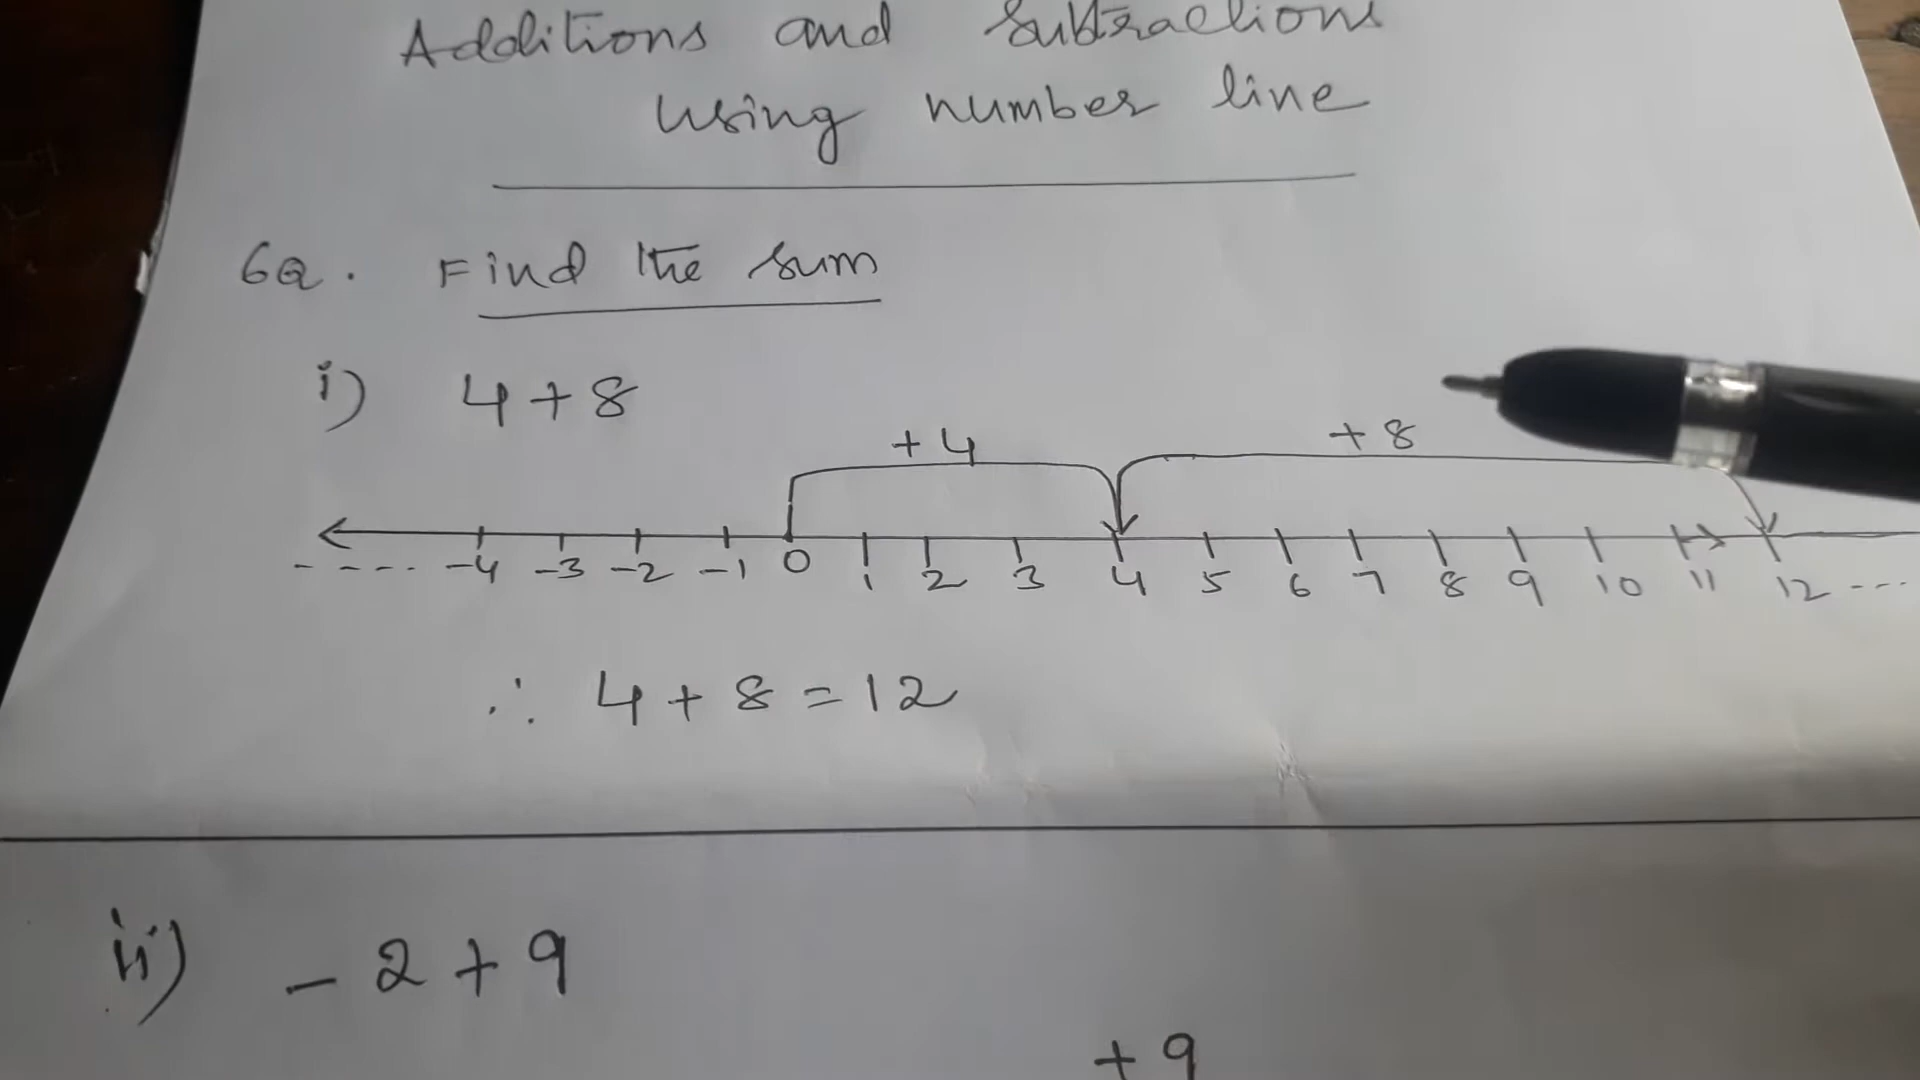 Additions and Subtractions
using number line
6Q. Find the sum
i) 4+8
+4 +8
---- -4 -3 -2 -1 0 1 2 3 4 5 6 7 8 9 10 11 12 ---
∴ 4+8=12
ii) -2+9
+9